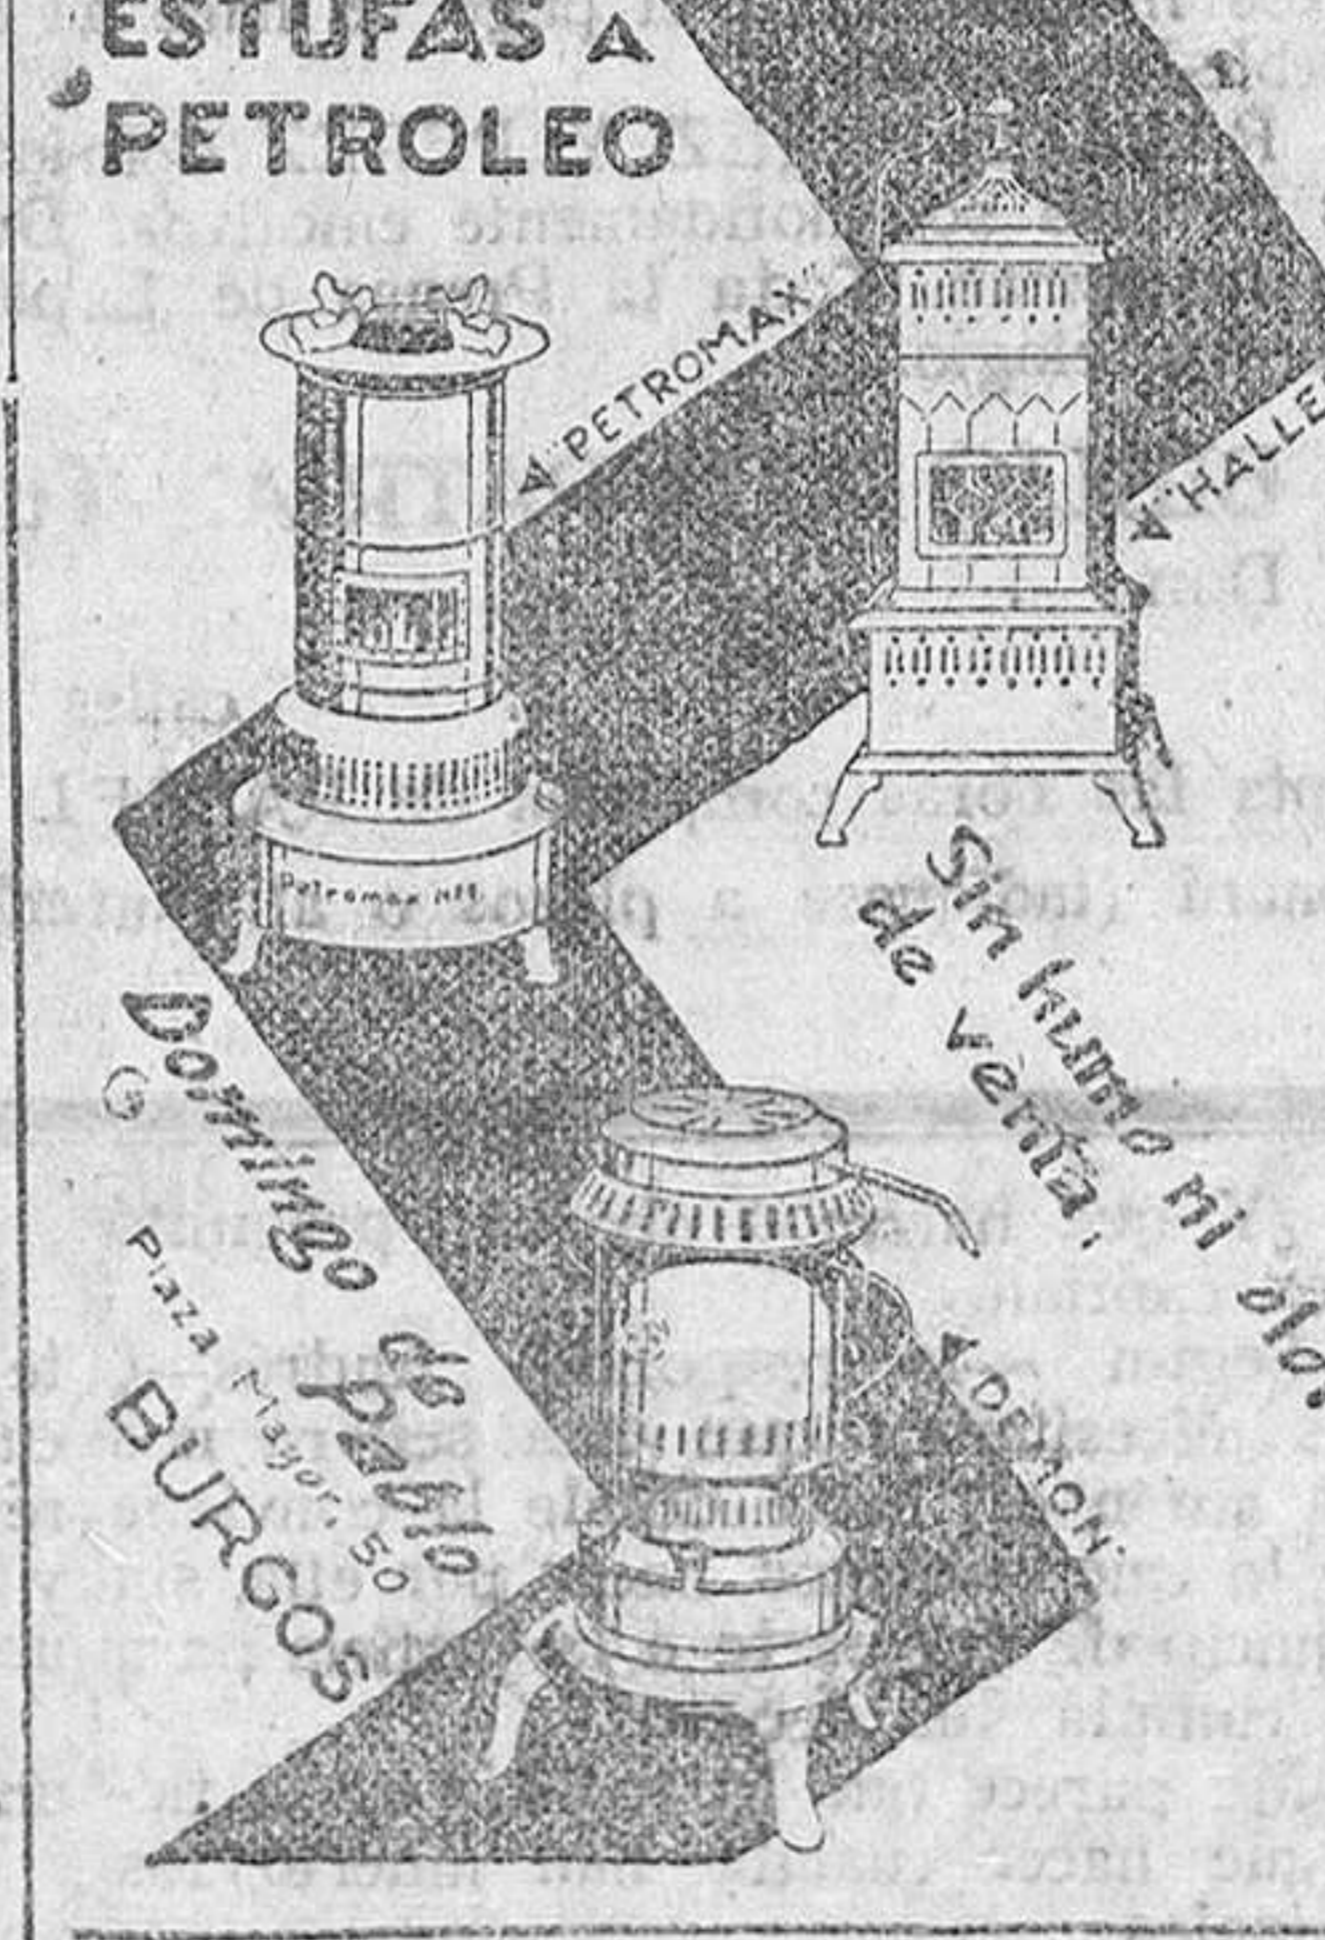 ESTUFAS A
PETROLEO
"PETROMAX"
"HALLE
Petromax
Sin humo ni olor
de venta:
Domingo
de
Pablo
Plaza Mayor, 50
BURGOS
"DEMON"